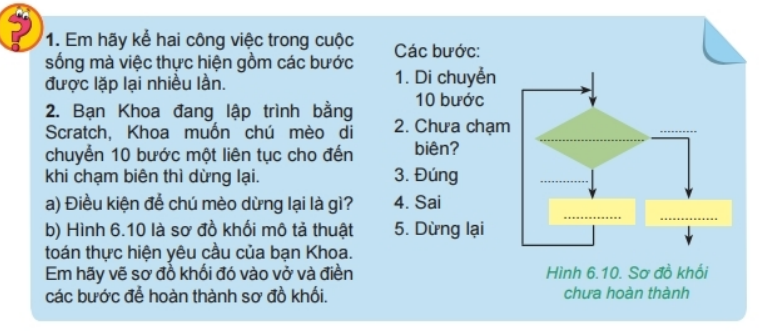 1. Em hãy kể hai công việc trong cuộc
sống mà việc thực hiện gồm các bước
được lặp lại nhiều lần.
2. Bạn Khoa đang lập trình bằng
Scratch, Khoa muốn chú mèo di
chuyển 10 bước một liên tục cho đến
khi chạm biên thì dừng lại.
a) Điều kiện để chú mèo dừng lại là gì?
b) Hình 6.10 là sơ đồ khối mô tả thuật
toán thực hiện yêu cầu của bạn Khoa.
Em hãy vẽ sơ đồ khối đó vào vở và điền
các bước để hoàn thành sơ đồ khối.
Các bước:
1. Di chuyển
10 bước
2. Chưa chạm
biên?
3. Đúng
4. Sai
5. Dừng lại
Hình 6.10. Sơ đồ khối
chưa hoàn thành